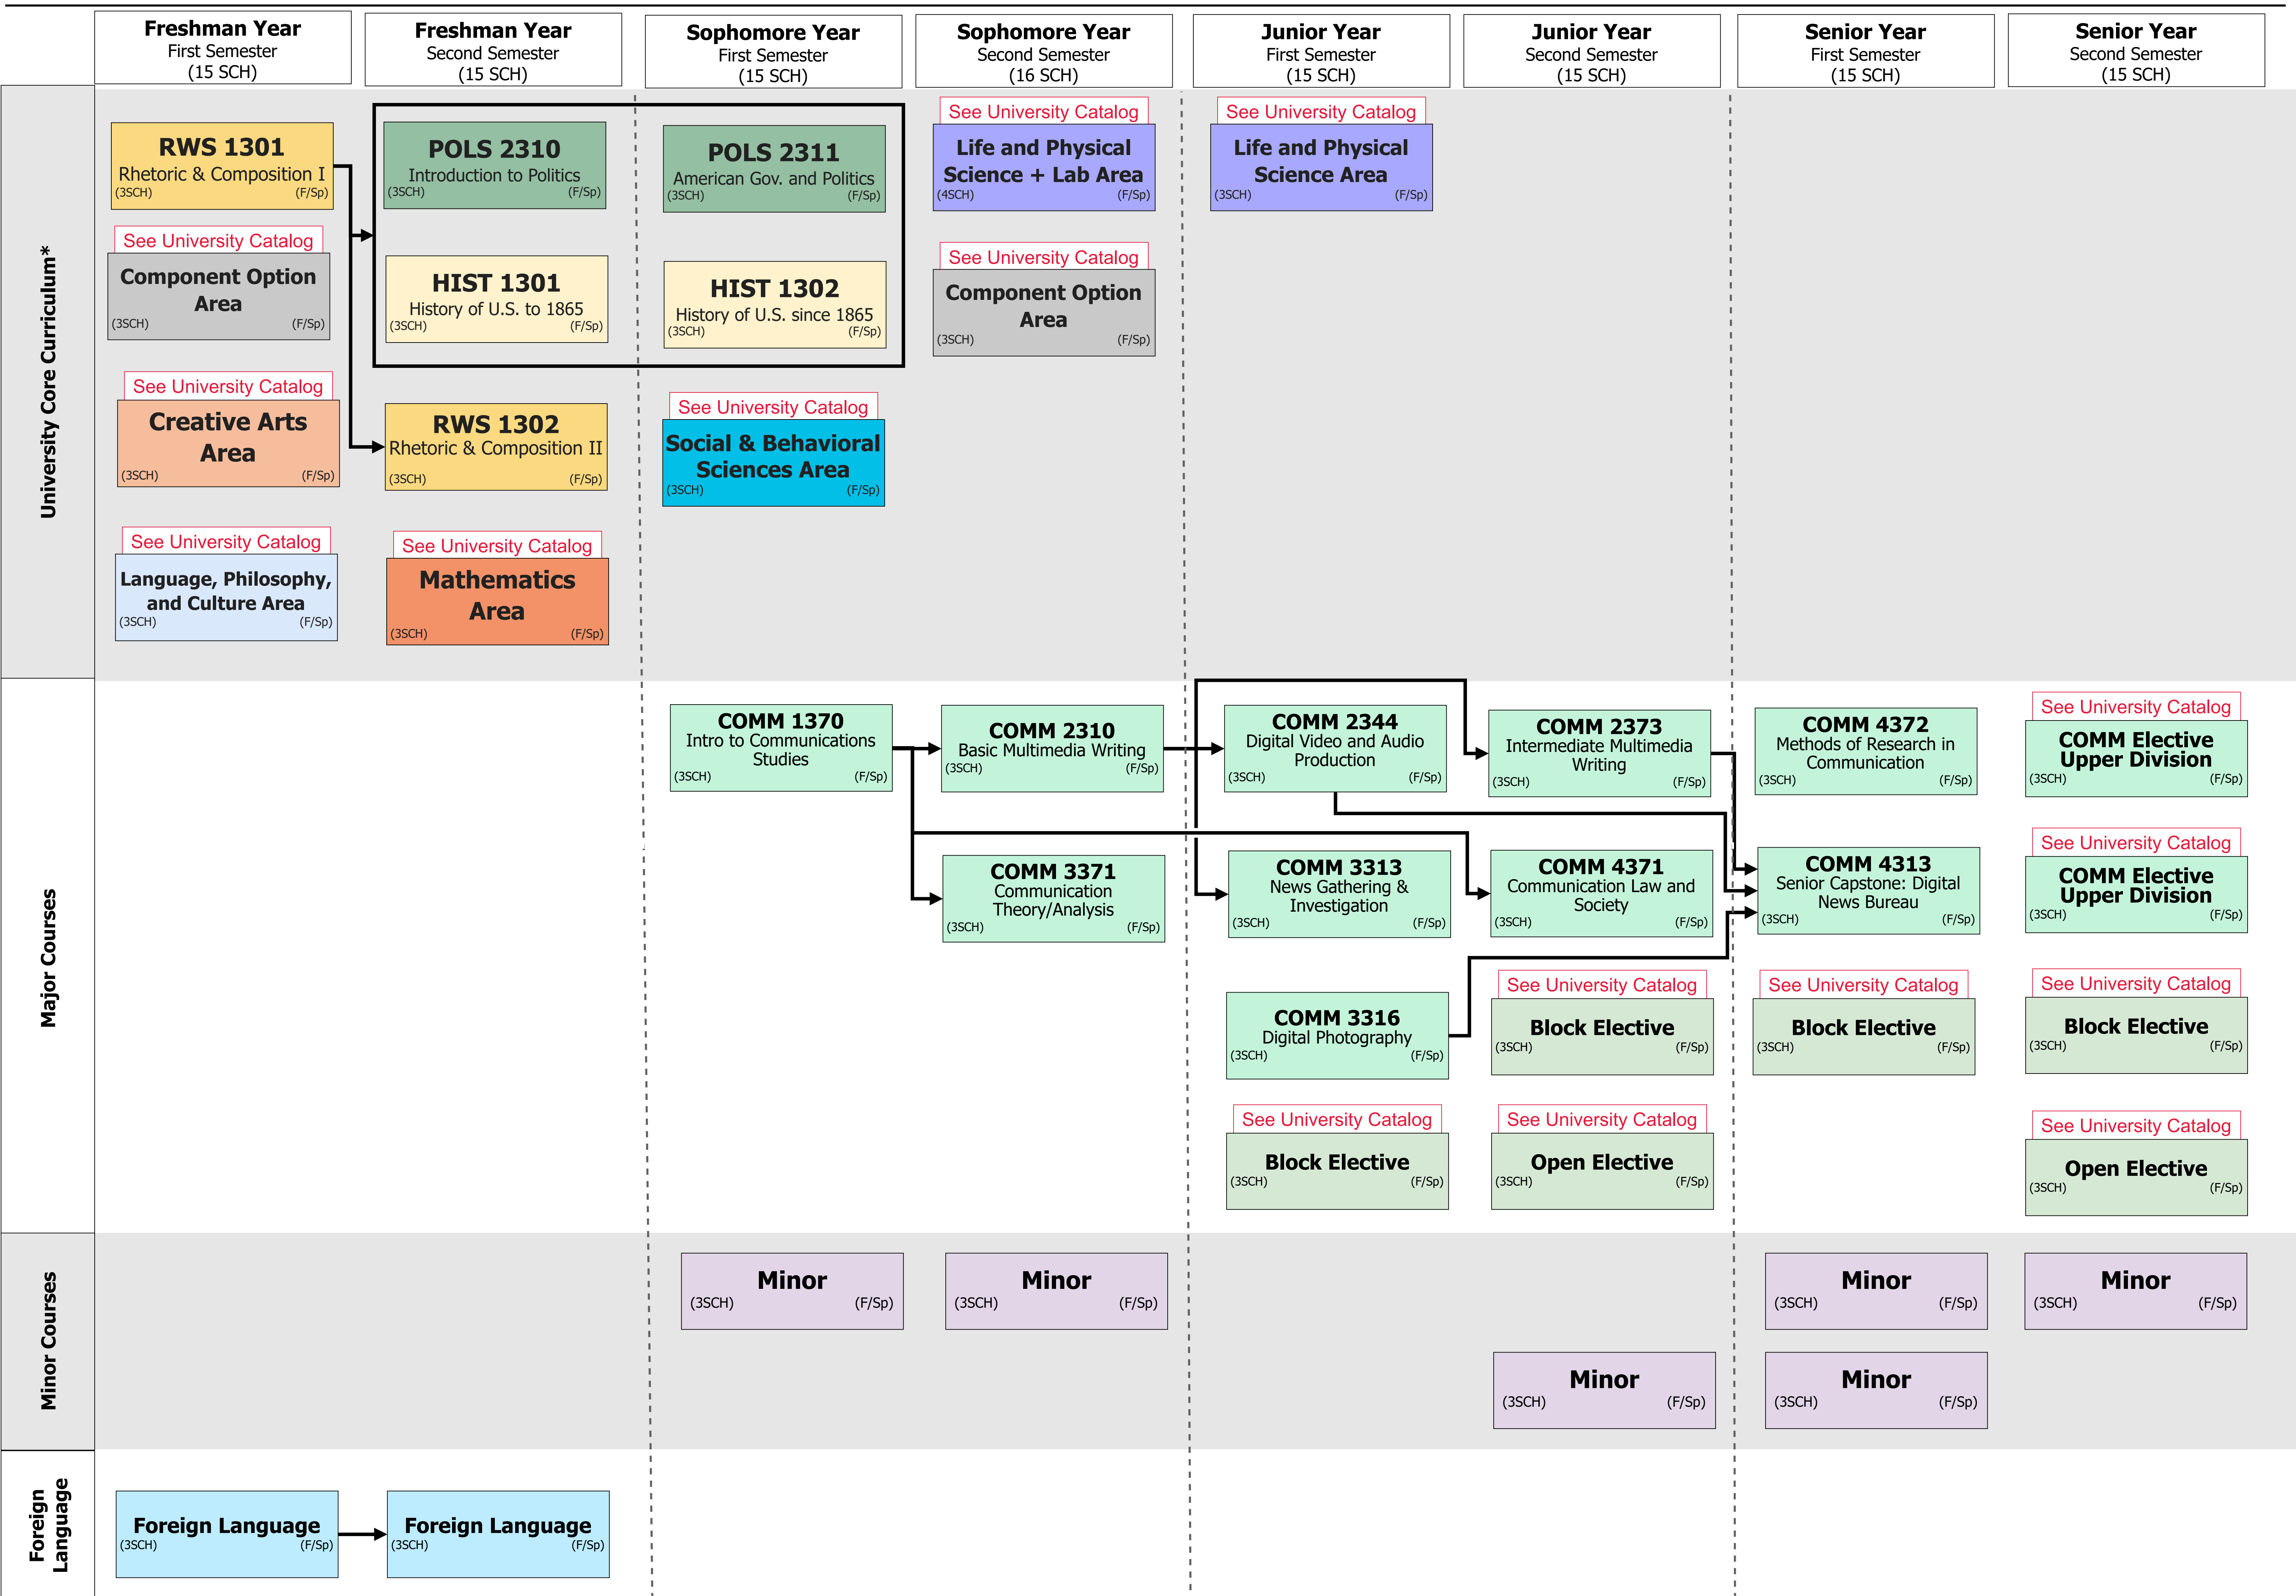 Freshman Year
First Semester
(15 SCH)
Freshman Year
Second Semester
(15 SCH)
Sophomore Year
First Semester
(15 SCH)
Sophomore Year
Second Semester
(16 SCH)
Junior Year
First Semester
(15 SCH)
Junior Year
Second Semester
(15 SCH)
Senior Year
First Semester
(15 SCH)
Senior Year
Second Semester
(15 SCH)
University Core Curriculum*
RWS 1301
Rhetoric & Composition I
(3SCH) (F/Sp)
See University Catalog
Component Option
Area
(3SCH) (F/Sp)
See University Catalog
Creative Arts
Area
(3SCH) (F/Sp)
See University Catalog
Language, Philosophy,
and Culture Area
(3SCH) (F/Sp)
POLS 2310
Introduction to Politics
(3SCH) (F/Sp)
HIST 1301
History of U.S. to 1865
(3SCH) (F/Sp)
RWS 1302
Rhetoric & Composition II
(3SCH) (F/Sp)
See University Catalog
Mathematics
Area
(3SCH) (F/Sp)
POLS 2311
American Gov. and Politics
(3SCH) (F/Sp)
HIST 1302
History of U.S. since 1865
(3SCH) (F/Sp)
See University Catalog
Social & Behavioral
Sciences Area
(3SCH) (F/Sp)
See University Catalog
Life and Physical
Science + Lab Area
(4SCH) (F/Sp)
See University Catalog
Component Option
Area
(3SCH) (F/Sp)
See University Catalog
Life and Physical
Science Area
(3SCH) (F/Sp)
Major Courses
COMM 1370
Intro to Communications
Studies
(3SCH) (F/Sp)
COMM 2310
Basic Multimedia Writing
(3SCH) (F/Sp)
COMM 3371
Communication
Theory/Analysis
(3SCH) (F/Sp)
COMM 2344
Digital Video and Audio
Production
(3SCH) (F/Sp)
COMM 3313
News Gathering &
Investigation
(3SCH) (F/Sp)
COMM 3316
Digital Photography
(3SCH) (F/Sp)
See University Catalog
Block Elective
(3SCH) (F/Sp)
COMM 2373
Intermediate Multimedia
Writing
(3SCH) (F/Sp)
COMM 4371
Communication Law and
Society
(3SCH) (F/Sp)
See University Catalog
Block Elective
(3SCH) (F/Sp)
See University Catalog
Open Elective
(3SCH) (F/Sp)
COMM 4372
Methods of Research in
Communication
(3SCH) (F/Sp)
COMM 4313
Senior Capstone: Digital
News Bureau
(3SCH) (F/Sp)
See University Catalog
Block Elective
(3SCH) (F/Sp)
See University Catalog
COMM Elective
Upper Division
(3SCH) (F/Sp)
See University Catalog
COMM Elective
Upper Division
(3SCH) (F/Sp)
See University Catalog
Block Elective
(3SCH) (F/Sp)
See University Catalog
Open Elective
(3SCH) (F/Sp)
Minor Courses
Minor
(3SCH) (F/Sp)
Minor
(3SCH) (F/Sp)
Minor
(3SCH) (F/Sp)
Minor
(3SCH) (F/Sp)
Minor
(3SCH) (F/Sp)
Minor
(3SCH) (F/Sp)
Foreign
Language
Foreign Language
(3SCH) (F/Sp)
Foreign Language
(3SCH) (F/Sp)